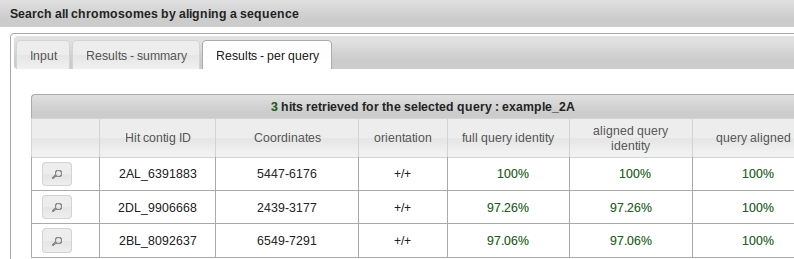 Search all chromosomes by aligning a sequence
Input Results - summary Results - per query
3 hits retrieved for the selected query : example_2A
Hit contig ID Coordinates orientation full query identity aligned query identity query aligned
2AL_6391883 5447-6176 +/+ 100% 100% 100%
2DL_9906668 2439-3177 +/+ 97.26% 97.26% 100%
2BL_8092637 6549-7291 +/+ 97.06% 97.06% 100%